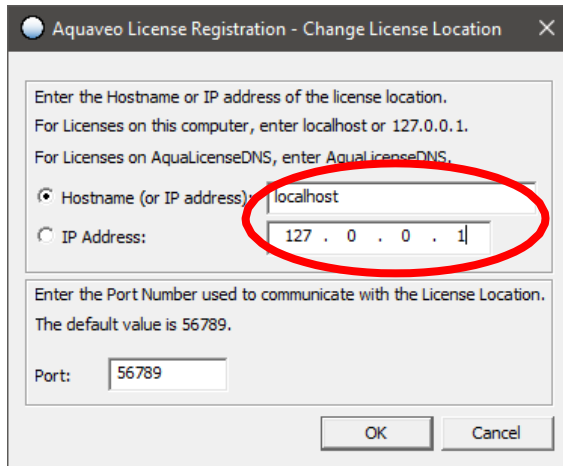 Aquaveo License Registration - Change License Location
Enter the Hostname or IP address of the license location.
For Licenses on this computer, enter localhost or 127.0.0.1.
For Licenses on AquaLicenseDNS, enter AquaLicenseDNS.
Hostname (or IP address): localhost
IP Address: 127 . 0 . 0 . 1
Enter the Port Number used to communicate with the License Location.
The default value is 56789.
Port: 56789
OK Cancel